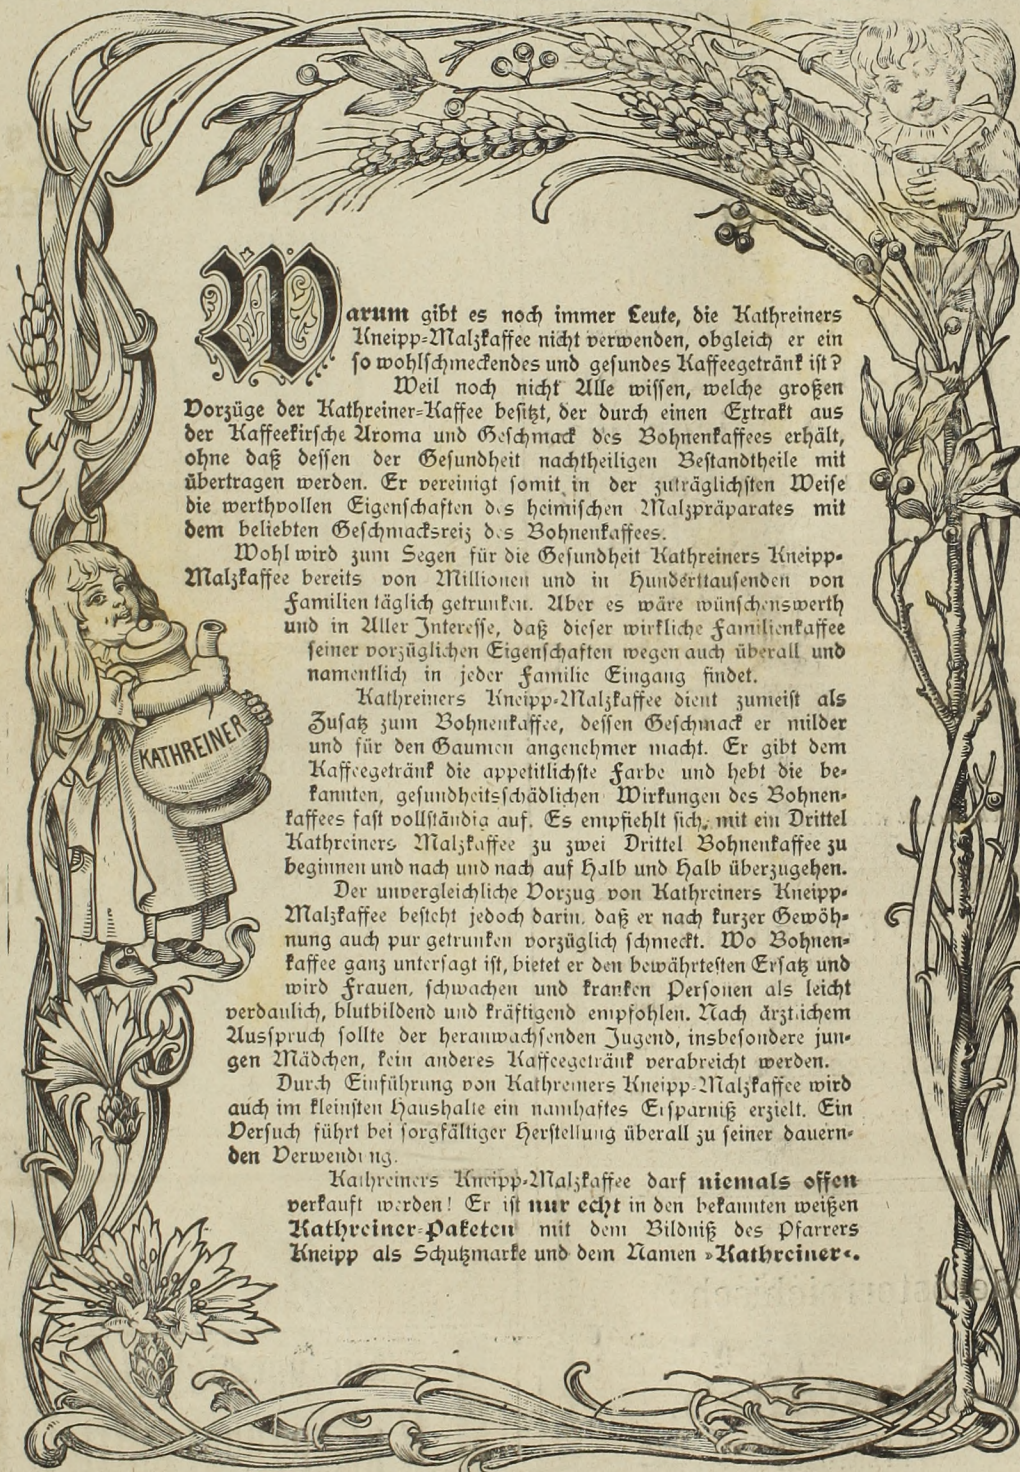 Warum gibt es noch immer Leute, die Kathreiners
Kneipp-Malzkaffee nicht verwenden, obgleich er ein
so wohlschmeckendes und gesundes Kaffeegetränk ist?
Weil noch nicht Alle wissen, welche großen
Vorzüge der Kathreiner-Kaffee besitzt, der durch einen Extrakt aus
der Kaffeekirsche Aroma und Geschmack des Bohnenkaffees erhält,
ohne daß dessen der Gesundheit nachtheiligen Bestandtheile mit
übertragen werden. Er vereinigt somit in der zuträglichsten Weise
die werthvollen Eigenschaften des heimischen Malzpräparates mit
dem beliebten Geschmacksreiz des Bohnenkaffees.
Wohl wird zum Segen für die Gesundheit Kathreiners Kneipp-
Malzkaffee bereits von Millionen und in Hunderttausenden von
Familien täglich getrunken. Aber es wäre wünschenswerth
und in Aller Interesse, daß dieser wirkliche Familienkaffee
seiner vorzüglichen Eigenschaften wegen auch überall und
namentlich in jeder Familie Eingang findet.
Kathreiners Kneipp-Malzkaffee dient zumeist als
Zusatz zum Bohnenkaffee, dessen Geschmack er milder
und für den Gaumen angenehmer macht. Er gibt dem
Kaffeegetränk die appetitlichste Farbe und hebt die be-
kannten, gesundheitsschädlichen Wirkungen des Bohnen-
kaffees fast vollständig auf. Es empfiehlt sich, mit ein Drittel
Kathreiners Malzkaffee zu zwei Drittel Bohnenkaffee zu
beginnen und nach und nach auf Halb und Halb überzugehen.
Der unvergleichliche Vorzug von Kathreiners Kneipp-
Malzkaffee besteht jedoch darin, daß er nach kurzer Gewöh-
nung auch pur getrunken vorzüglich schmeckt. Wo Bohnen-
kaffee ganz untersagt ist, bietet er den bewährtesten Ersatz und
wird Frauen, schwachen und kranken Personen als leicht
verdaulich, blutbildend und kräftigend empfohlen. Nach ärztlichem
Ausspruch sollte der heranwachsenden Jugend, insbesondere jun-
gen Mädchen, kein anderes Kaffeegetränk verabreicht werden.
Durch Einführung von Kathreiners Kneipp-Malzkaffee wird
auch im kleinsten Haushalte ein namhaftes Ersparniß erzielt. Ein
Versuch führt bei sorgfältiger Herstellung überall zu seiner dauern-
den Verwendung.
Kathreiners Kneipp-Malzkaffee darf niemals offen
verkauft werden! Er ist nur echt in den bekannten weißen
Kathreiner-Paketen mit dem Bildniß des Pfarrers
Kneipp als Schutzmarke und dem Namen »Kathreiner«.
KATHREINER